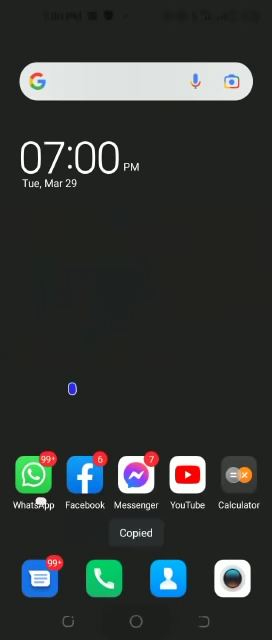 07:00 PM
Tue, Mar 29
99+
6
7
WhatsApp
Facebook
Messenger
YouTube
Calculator
Copied
99+